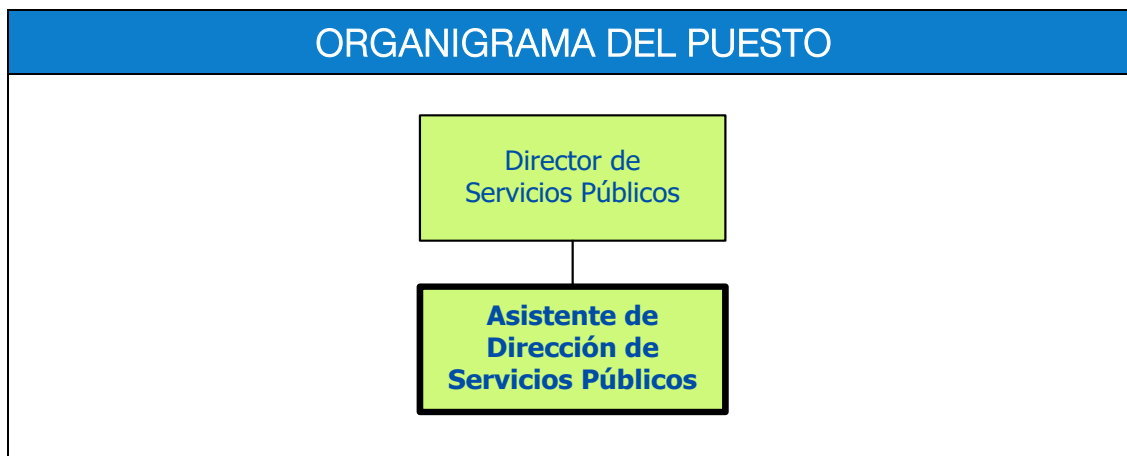 ORGANIGRAMA DEL PUESTO
Director de
Servicios Públicos
Asistente de
Dirección de
Servicios Públicos